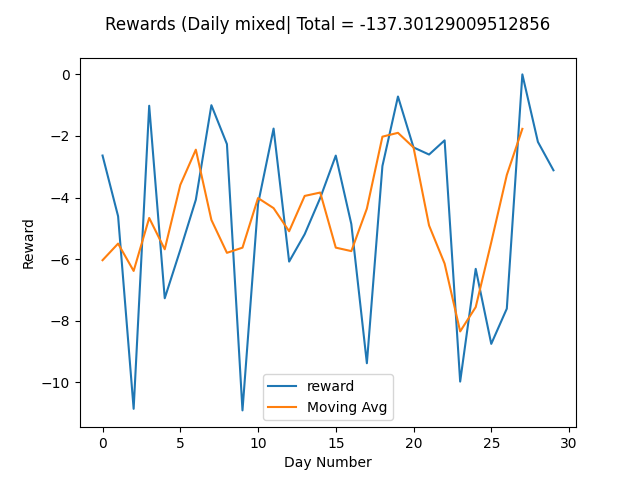 Rewards (Daily mixed| Total = -137.30129009512856
0
−2
−4
−6
−8
−10
Reward
reward
Moving Avg
0 5 10 15 20 25 30
Day Number